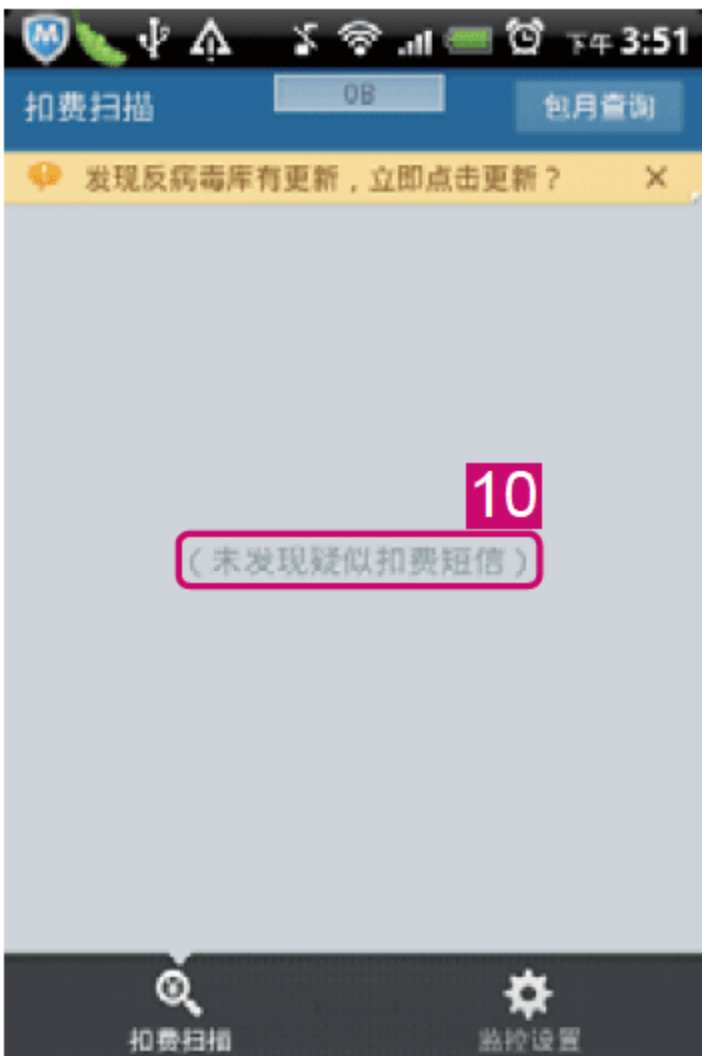 下午 3:51
扣费扫描
0B
包月查询
发现反病毒库有更新，立即点击更新？
10
(未发现疑似扣费短信)
扣费扫描
监控设置